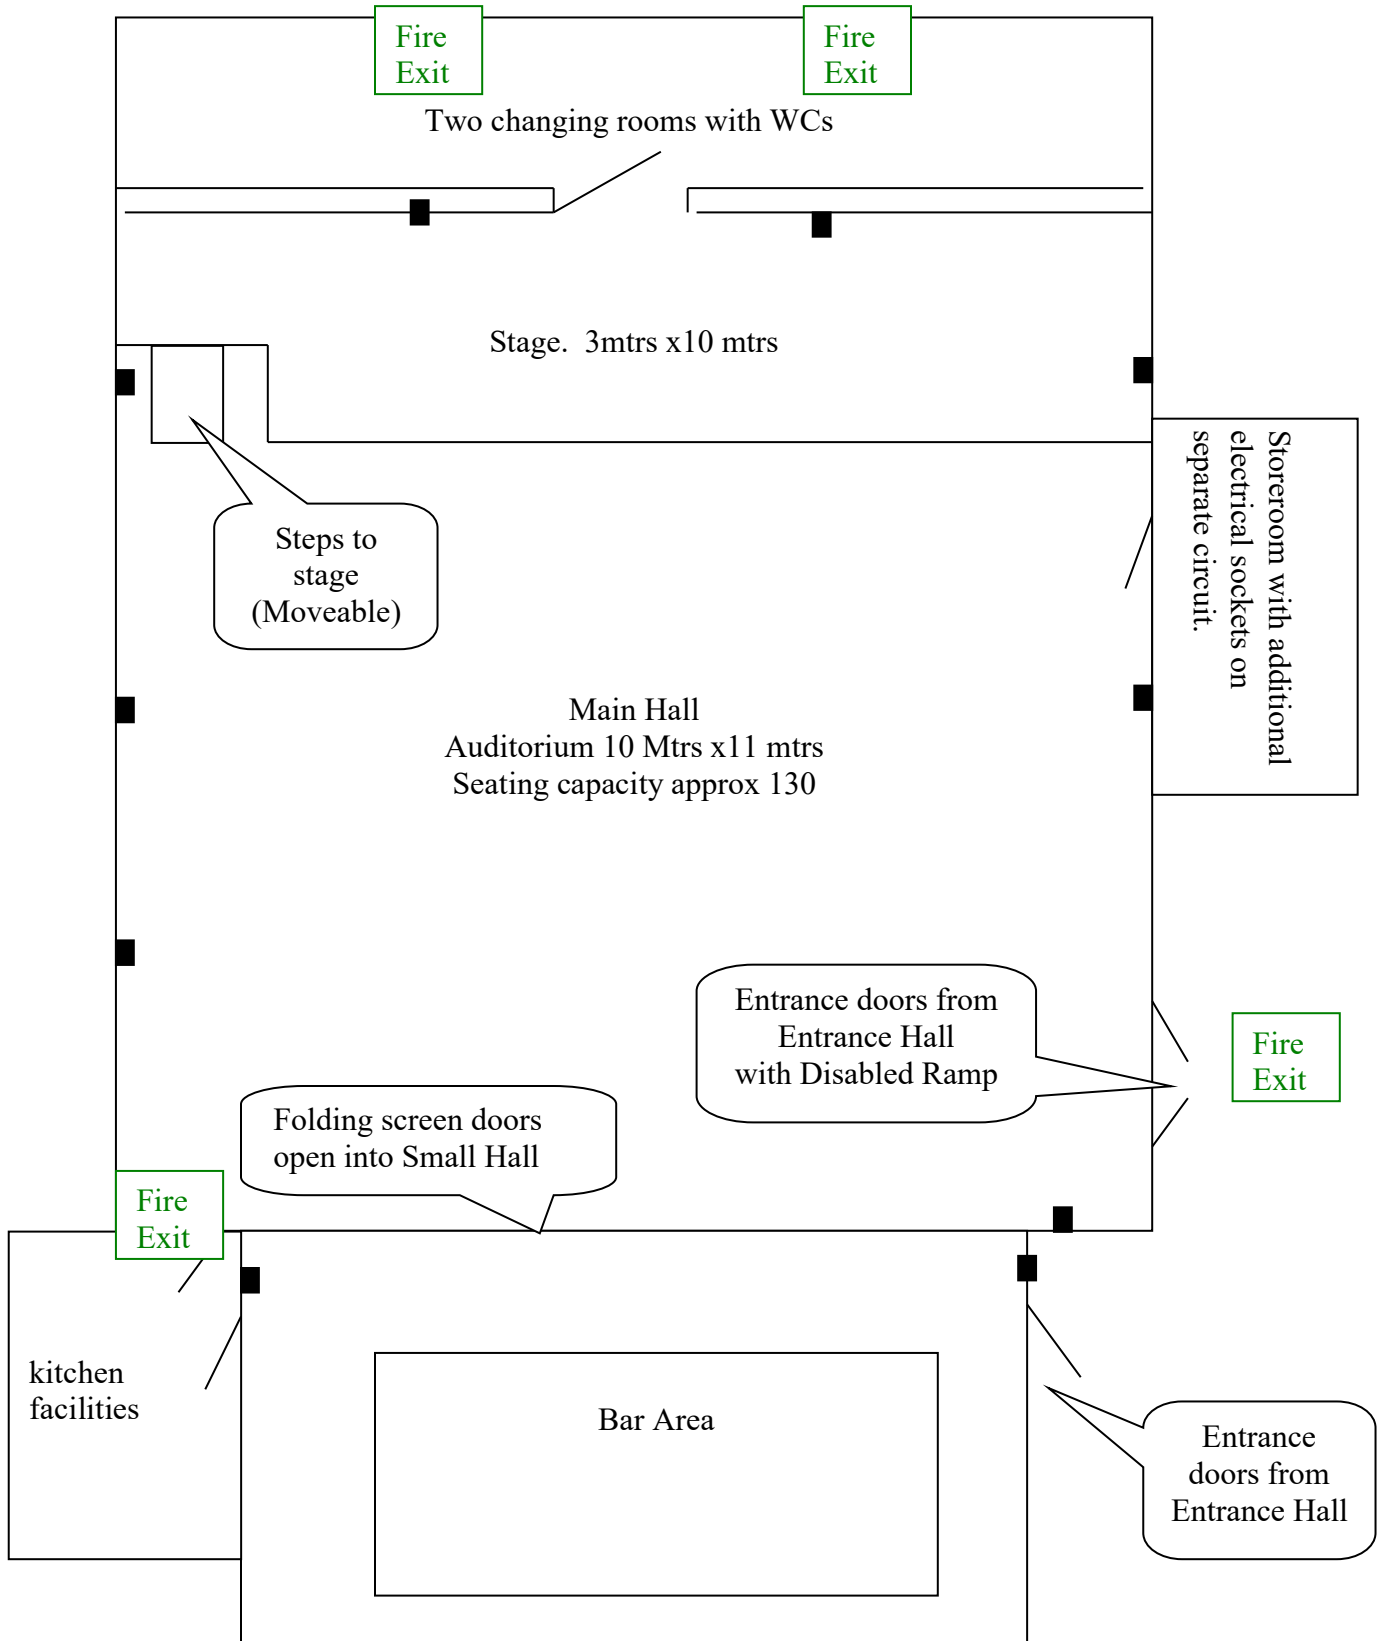 Fire
Exit
Fire
Exit
Two changing rooms with WCs
Stage.  3mtrs x10 mtrs
Storeroom with additional
electrical sockets on
separate circuit.
Steps to
stage
(Moveable)
Main Hall
Auditorium 10 Mtrs x11 mtrs
Seating capacity approx 130
Entrance doors from
Entrance Hall
with Disabled Ramp
Fire
Exit
Folding screen doors
open into Small Hall
Fire
Exit
kitchen
facilities
Bar Area
Entrance
doors from
Entrance Hall